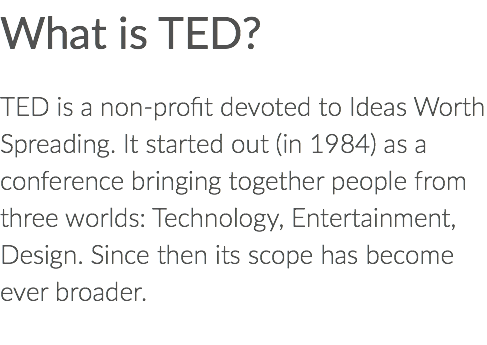 What is TED?
TED is a non-profit devoted to Ideas Worth
Spreading. It started out (in 1984) as a
conference bringing together people from
three worlds: Technology, Entertainment,
Design. Since then its scope has become
ever broader.